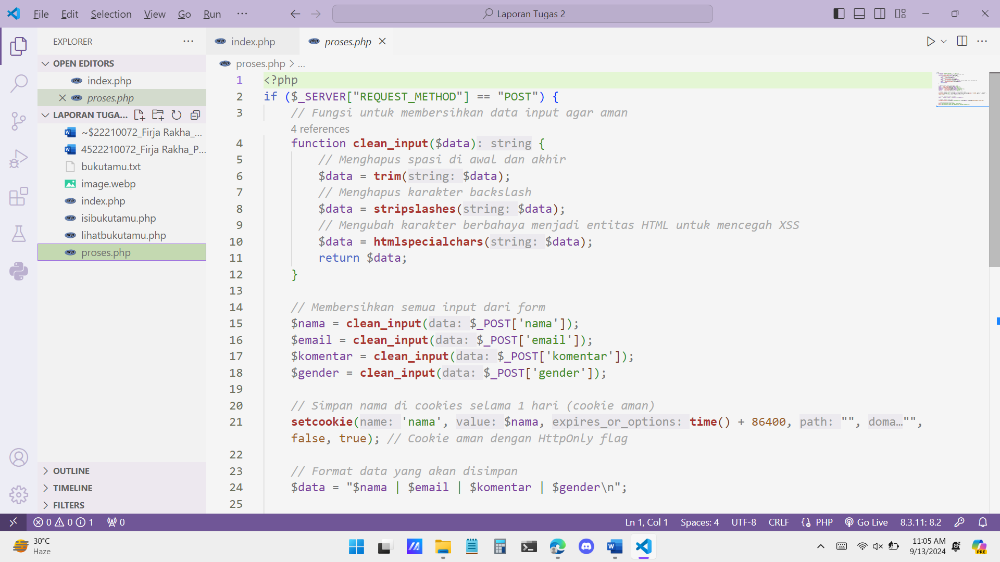 File Edit Selection View Go Run ··· Laporan Tugas 2
EXPLORER ···
OPEN EDITORS
index.php
proses.php
LAPORAN TUGA...
~$22210072_Firja Rakha_...
4522210072_Firja Rakha_P...
bukutamu.txt
image.webp
index.php
isibukutamu.php
lihatbukutamu.php
proses.php
OUTLINE
TIMELINE
FILTERS
index.php proses.php
proses.php > ...
1 <?php
2 if ($_SERVER["REQUEST_METHOD"] == "POST") {
3 // Fungsi untuk membersihkan data input agar aman
4 references
4 function clean_input($data): string {
5 // Menghapus spasi di awal dan akhir
6 $data = trim(string: $data);
7 // Menghapus karakter backslash
8 $data = stripslashes(string: $data);
9 // Mengubah karakter berbahaya menjadi entitas HTML untuk mencegah XSS
10 $data = htmlspecialchars(string: $data);
11 return $data;
12 }
13
14 // Membersihkan semua input dari form
15 $nama = clean_input(data: $_POST['nama']);
16 $email = clean_input(data: $_POST['email']);
17 $komentar = clean_input(data: $_POST['komentar']);
18 $gender = clean_input(data: $_POST['gender']);
19
20 // Simpan nama di cookies selama 1 hari (cookie aman)
21 setcookie(name: 'nama', value: $nama, expires_or_options: time() + 86400, path: "", doma…"",
false, true); // Cookie aman dengan HttpOnly flag
22
23 // Format data yang akan disimpan
24 $data = "$nama | $email | $komentar | $gender\n";
25
0 0 1 0 Ln 1, Col 1 Spaces: 4 UTF-8 CRLF {} PHP Go Live 8.3.11: 8.2
30°C
Haze
11:05 AM
9/13/2024
PRE